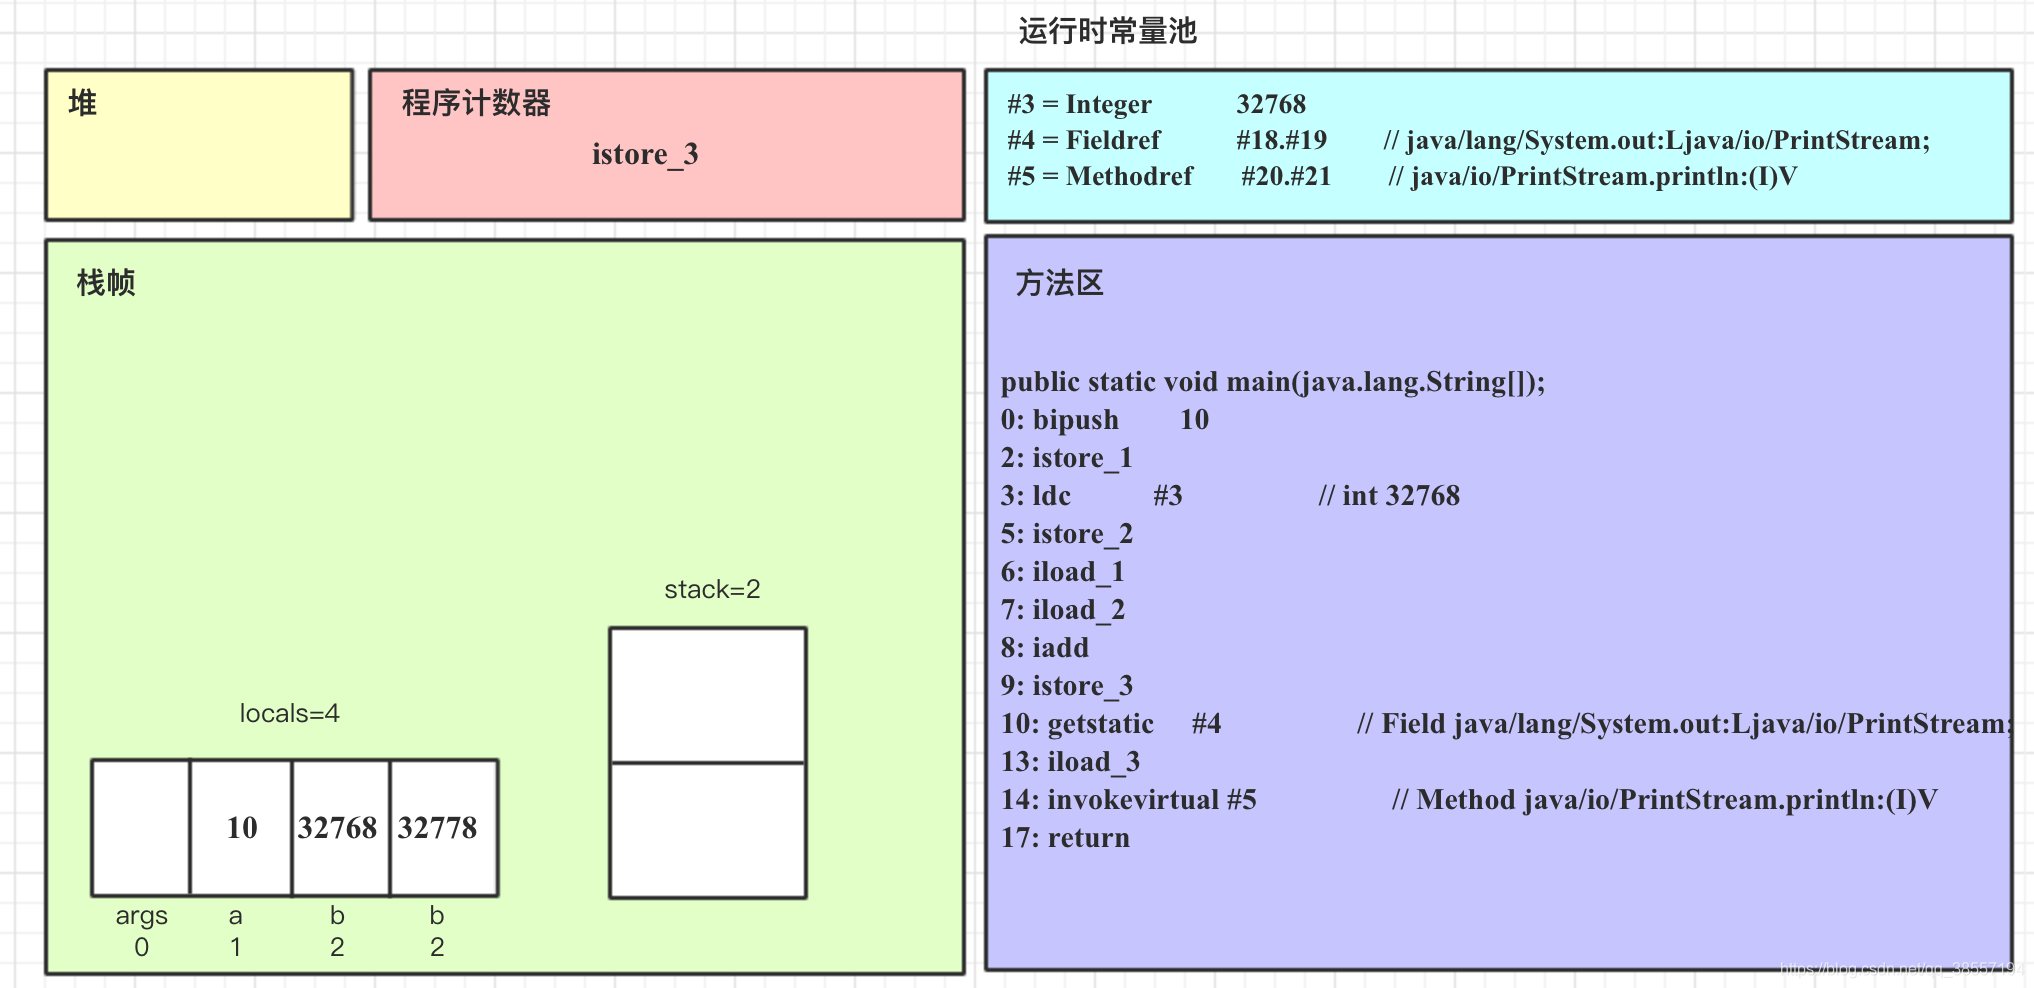 运行时常量池
堆
程序计数器
istore_3
#3 = Integer 32768
#4 = Fieldref #18.#19 // java/lang/System.out:Ljava/io/PrintStream;
#5 = Methodref #20.#21 // java/io/PrintStream.println:(I)V
栈帧
stack=2
locals=4
10 32768 32778
args a b b
0 1 2 2
方法区
public static void main(java.lang.String[]);
0: bipush 10
2: istore_1
3: ldc #3 // int 32768
5: istore_2
6: iload_1
7: iload_2
8: iadd
9: istore_3
10: getstatic #4 // Field java/lang/System.out:Ljava/io/PrintStream;
13: iload_3
14: invokevirtual #5 // Method java/io/PrintStream.println:(I)V
17: return